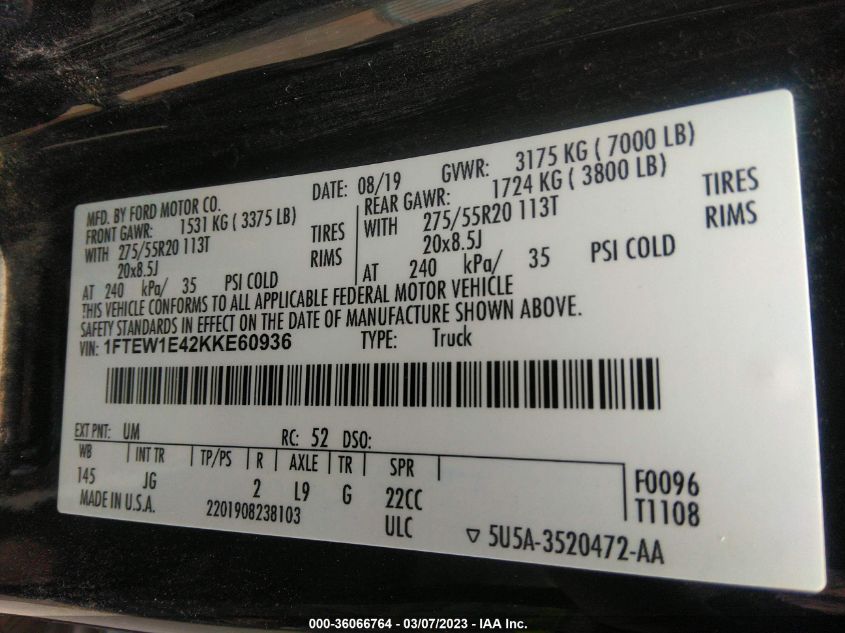 MFD. BY FORD MOTOR CO.
DATE: 08/19
GVWR: 3175 KG ( 7000 LB)
FRONT GAWR: 1531 KG ( 3375 LB)
REAR GAWR: 1724 KG ( 3800 LB)
WITH 275/55R20 113T TIRES
WITH 275/55R20 113T TIRES
20x8.5J RIMS
20x8.5J RIMS
AT 240 kPa/ 35 PSI COLD
AT 240 kPa/ 35 PSI COLD
THIS VEHICLE CONFORMS TO ALL APPLICABLE FEDERAL MOTOR VEHICLE
SAFETY STANDARDS IN EFFECT ON THE DATE OF MANUFACTURE SHOWN ABOVE.
VIN: 1FTEW1E42KKE60936 TYPE: Truck
EXT PNT: UM RC: 52 DSO:
WB INT TR TP/PS R AXLE TR SPR
145 JG 2 L9 G 22CC
F0096
MADE IN U.S.A. 2201908238103 ULC
T1108
▽ 5U5A-3520472-AA
000-36066764 — 03/07/2023 — IAA Inc.